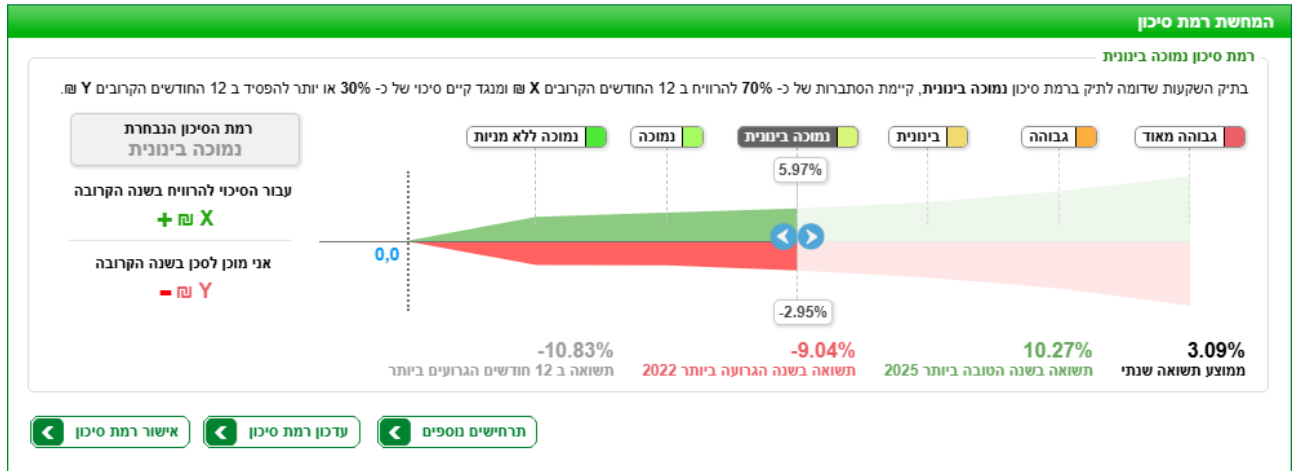 המחשת רמת סיכון
רמת סיכון נמוכה בינונית
בתיק השקעות שדומה לתיק ברמת סיכון נמוכה בינונית, קיימת הסתברות של כ- 70% להרוויח ב 12 החודשים הקרובים X ₪ ומנגד קיים סיכוי של כ- 30% או יותר להפסיד ב 12 החודשים הקרובים Y ₪.
גבוהה מאוד
גבוהה
בינונית
נמוכה בינונית
נמוכה
נמוכה ללא מניות
רמת הסיכון הנבחרת
נמוכה בינונית
עבור הסיכוי להרוויח בשנה הקרובה
X ₪ +
אני מוכן לסכן בשנה הקרובה
Y ₪ -
5.97%
0,0
-2.95%
3.09%
ממוצע תשואה שנתי
10.27%
תשואה בשנה הטובה ביותר 2025
-9.04%
תשואה בשנה הגרועה ביותר 2022
-10.83%
תשואה ב 12 חודשים הגרועים ביותר
תרחישים נוספים
עדכון רמת סיכון
אישור רמת סיכון